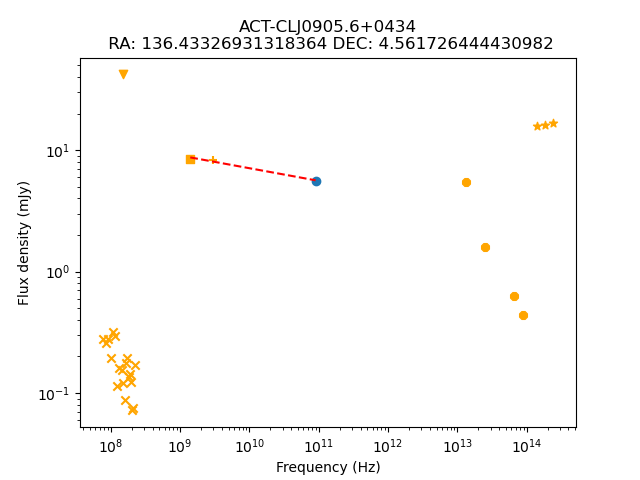 ACT-CLJ0905.6+0434
RA: 136.43326931318364 DEC: 4.561726444430982
Flux density (mJy)
10¹
10⁰
10⁻¹
10⁸ 10⁹ 10¹⁰ 10¹¹ 10¹² 10¹³ 10¹⁴
Frequency (Hz)